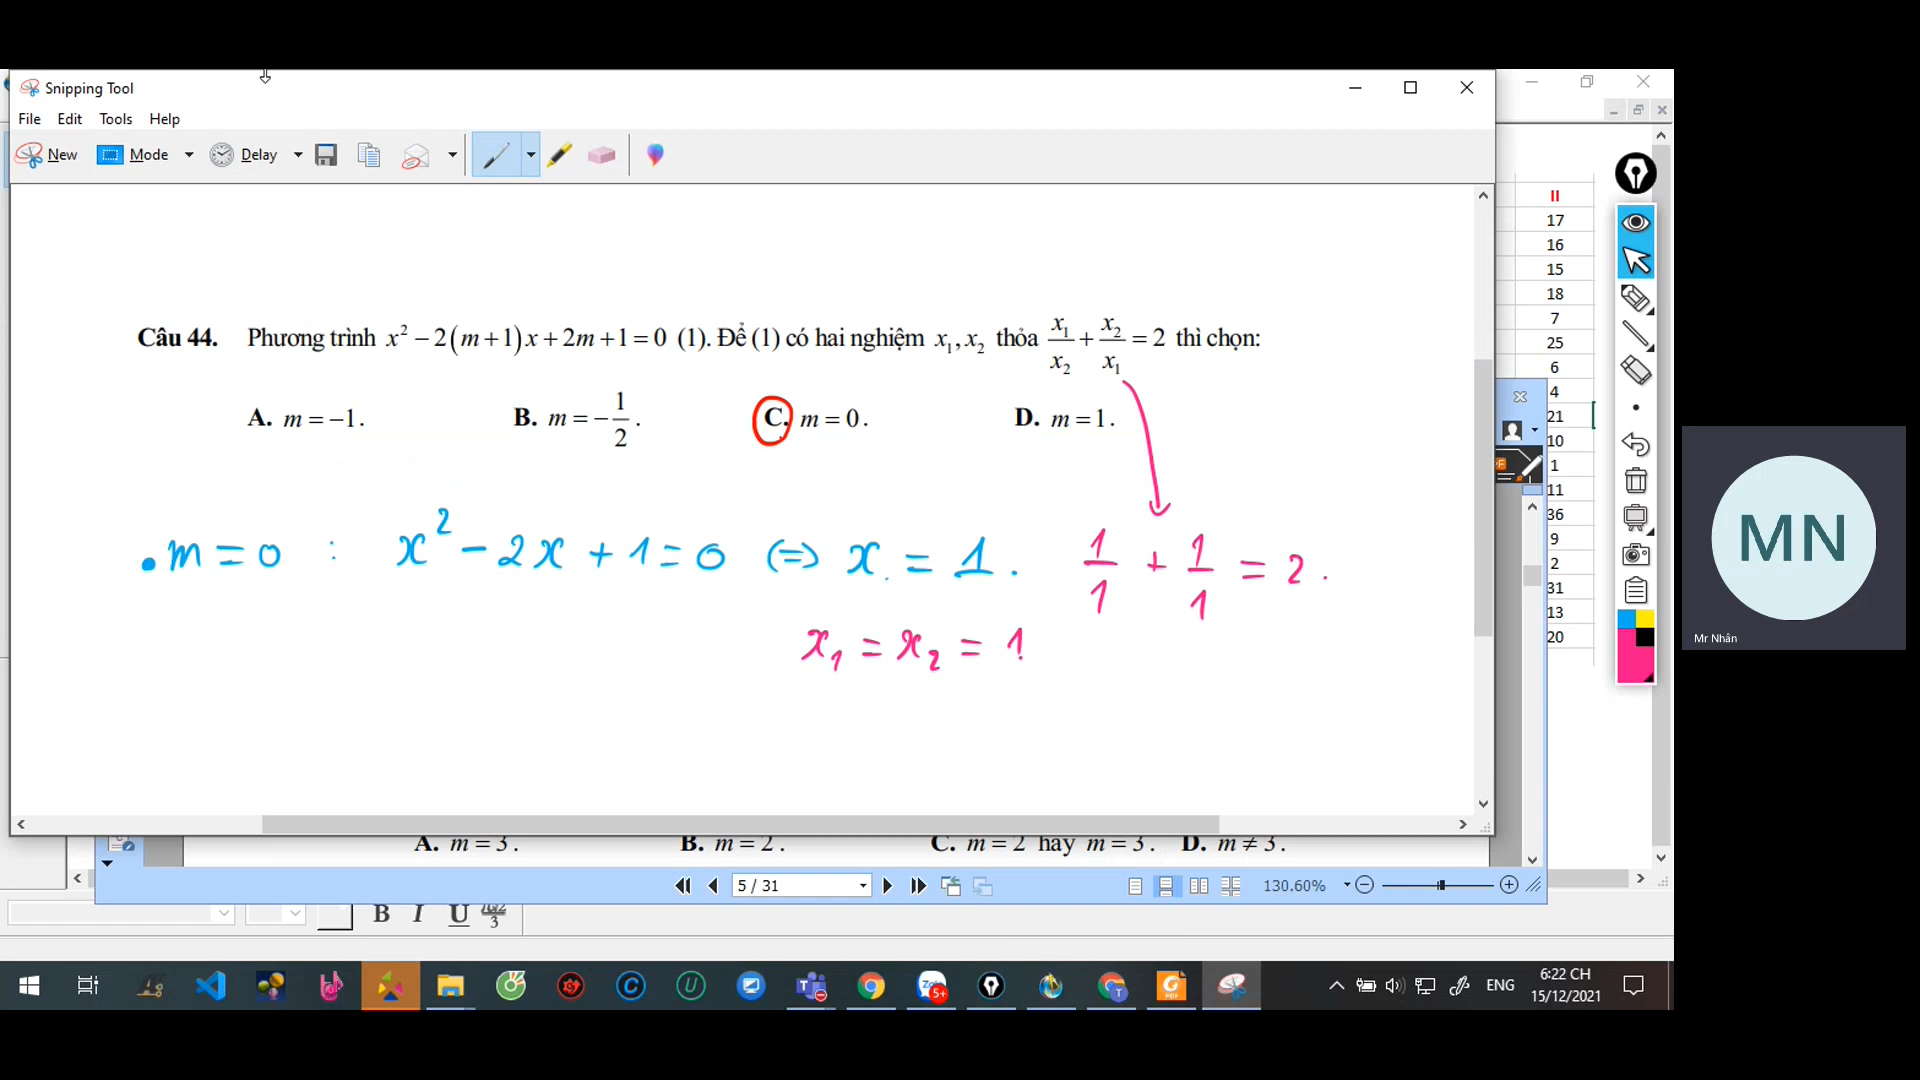 Snipping Tool
File Edit Tools Help
New Mode Delay
II
17
16
15
18
7
25
6
4
21
10
1
11
36
9
2
31
13
20
Câu 44. Phương trình x² − 2(m+1)x + 2m + 1 = 0 (1). Để (1) có hai nghiệm x₁, x₂ thỏa x₁/x₂ + x₂/x₁ = 2 thì chọn:
A. m = −1. B. m = −1/2. C. m = 0. D. m = 1.
. m = 0 : x² − 2x + 1 = 0 (=) x = 1. 1/1 + 1/1 = 2.
x₁ = x₂ = 1
MN
Mr Nhân
A. m = 3. B. m = 2. C. m = 2 hay m = 3. D. m ≠ 3.
5 / 31 130.60%
B I U
ENG 6:22 CH
15/12/2021
5+